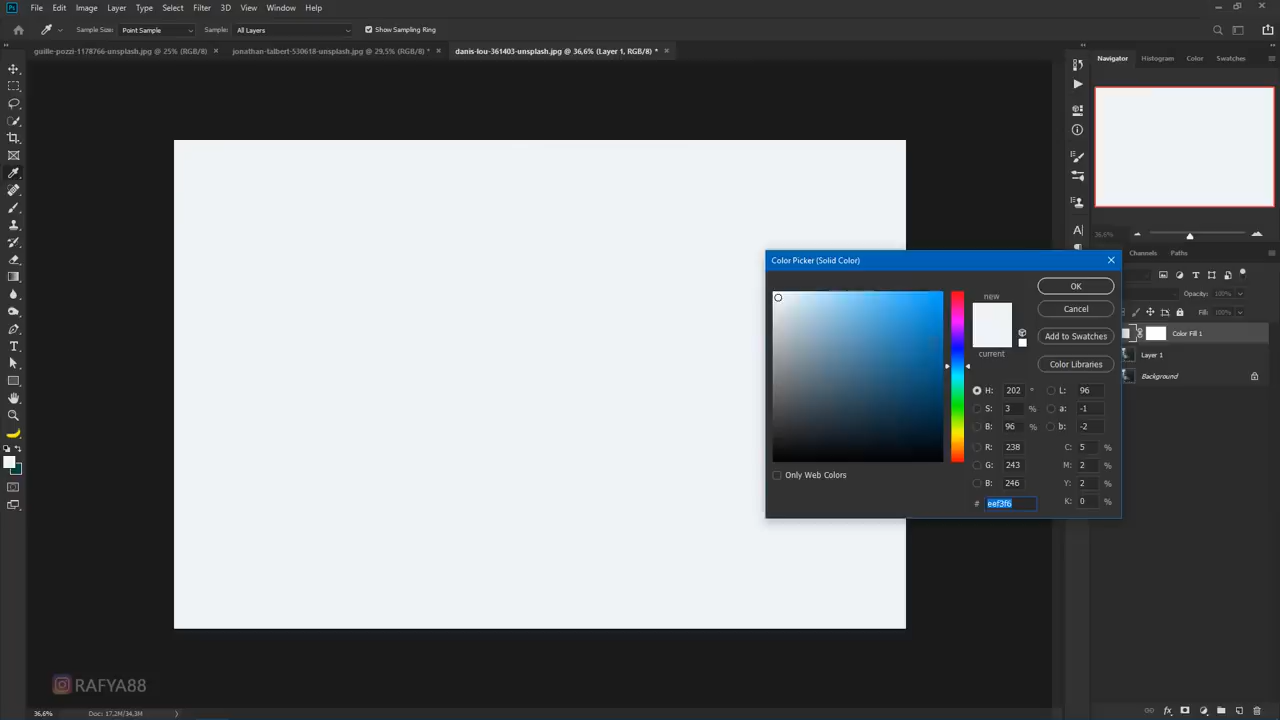 Ps File Edit Image Layer Type Select Filter 3D View Window Help
Sample Size: Point Sample Sample: All Layers Show Sampling Ring
guille-pozzi-1178766-unsplash.jpg @ 25% (RGB/8) × jonathan-talbert-530618-unsplash.jpg @ 29,5% (RGB/8) * × danis-lou-361403-unsplash.jpg @ 36,6% (Layer 1, RGB/8) * ×
Navigator Histogram Color Swatches
36,6%
Channels Paths
Opacity: 100%
Fill: 100%
Color Fill 1
Layer 1
Background
Color Picker (Solid Color)
new
current
OK
Cancel
Add to Swatches
Color Libraries
H: 202 ° L: 96
S: 3 % a: -1
B: 96 % b: -2
R: 238 C: 5 %
G: 243 M: 2 %
B: 246 Y: 2 %
# eef3f6 K: 0 %
Only Web Colors
RAFYA88
36,6% Doc: 17,2M/34,3M